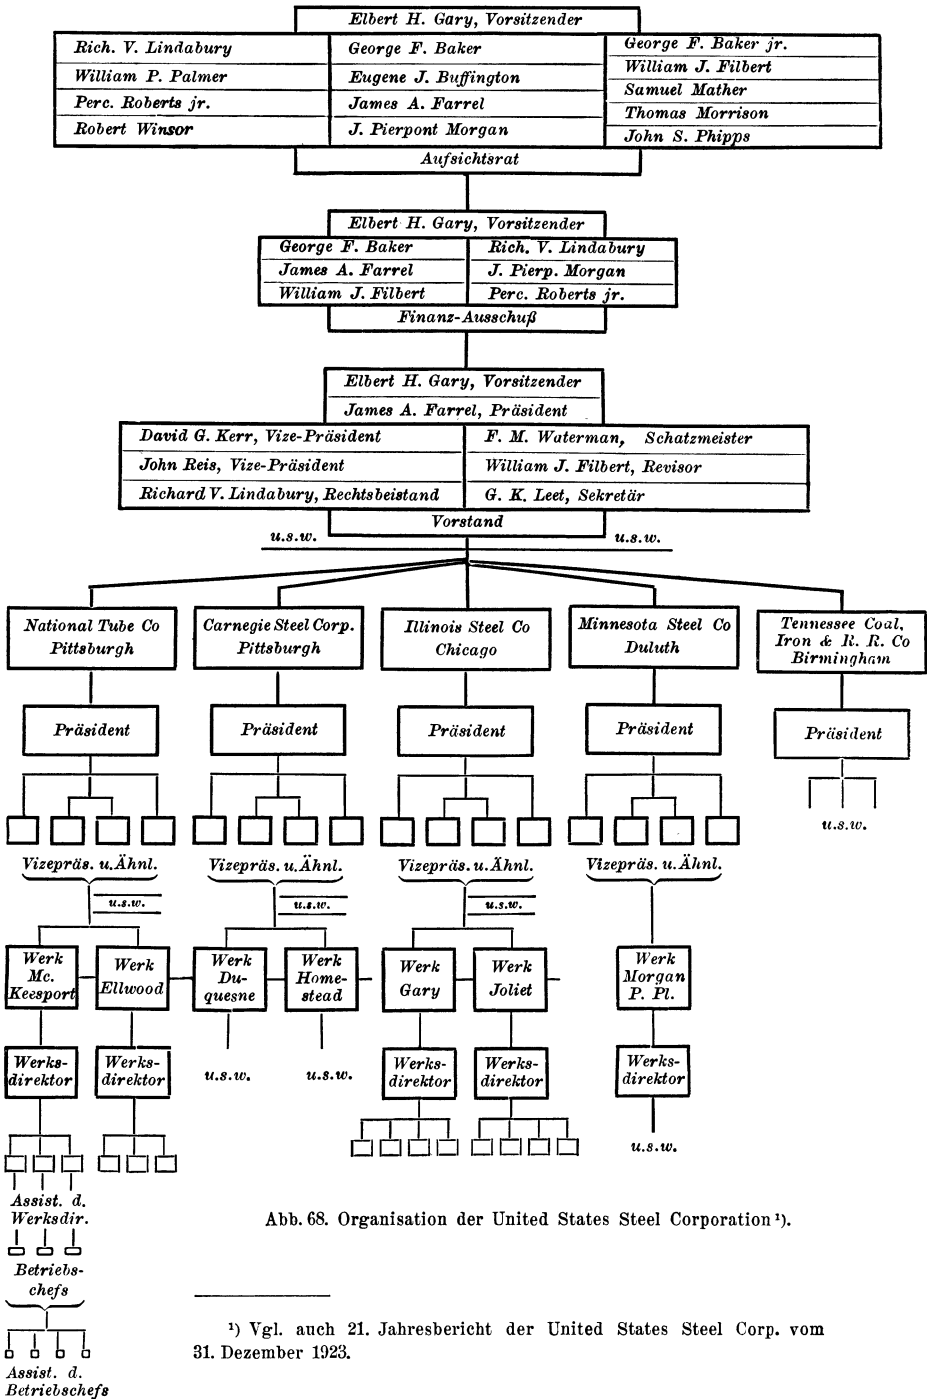 Elbert H. Gary, Vorsitzender
Rich. V. Lindabury
William P. Palmer
Perc. Roberts jr.
Robert Winsor
George F. Baker
Eugene J. Buffington
James A. Farrel
J. Pierpont Morgan
George F. Baker jr.
William J. Filbert
Samuel Mather
Thomas Morrison
John S. Phipps
Aufsichtsrat
Elbert H. Gary, Vorsitzender
George F. Baker
James A. Farrel
William J. Filbert
Rich. V. Lindabury
J. Pierp. Morgan
Perc. Roberts jr.
Finanz-Ausschuß
Elbert H. Gary, Vorsitzender
James A. Farrel, Präsident
David G. Kerr, Vize-Präsident
John Reis, Vize-Präsident
Richard V. Lindabury, Rechtsbeistand
F. M. Waterman, Schatzmeister
William J. Filbert, Revisor
G. K. Leet, Sekretär
Vorstand
u.s.w.
u.s.w.
National Tube Co
Pittsburgh
Carnegie Steel Corp.
Pittsburgh
Illinois Steel Co
Chicago
Minnesota Steel Co
Duluth
Tennessee Coal,
Iron & R. R. Co
Birmingham
Präsident
Präsident
Präsident
Präsident
Präsident
u.s.w.
Vizepräs. u. Ähnl.
Vizepräs. u. Ähnl.
Vizepräs. u. Ähnl.
Vizepräs. u. Ähnl.
u.s.w.
u.s.w.
u.s.w.
Werk
Mc.
Keesport
Werk
Ellwood
Werk
Du-
quesne
Werk
Home-
stead
Werk
Gary
Werk
Joliet
Werk
Morgan
P. Pl.
Werks-
direktor
Werks-
direktor
u.s.w.
u.s.w.
Werks-
direktor
Werks-
direktor
Werks-
direktor
u.s.w.
Assist. d.
Werksdir.
Betriebs-
chefs
Assist. d.
Betriebschefs
Abb. 68. Organisation der United States Steel Corporation ¹).
¹) Vgl. auch 21. Jahresbericht der United States Steel Corp. vom
31. Dezember 1923.